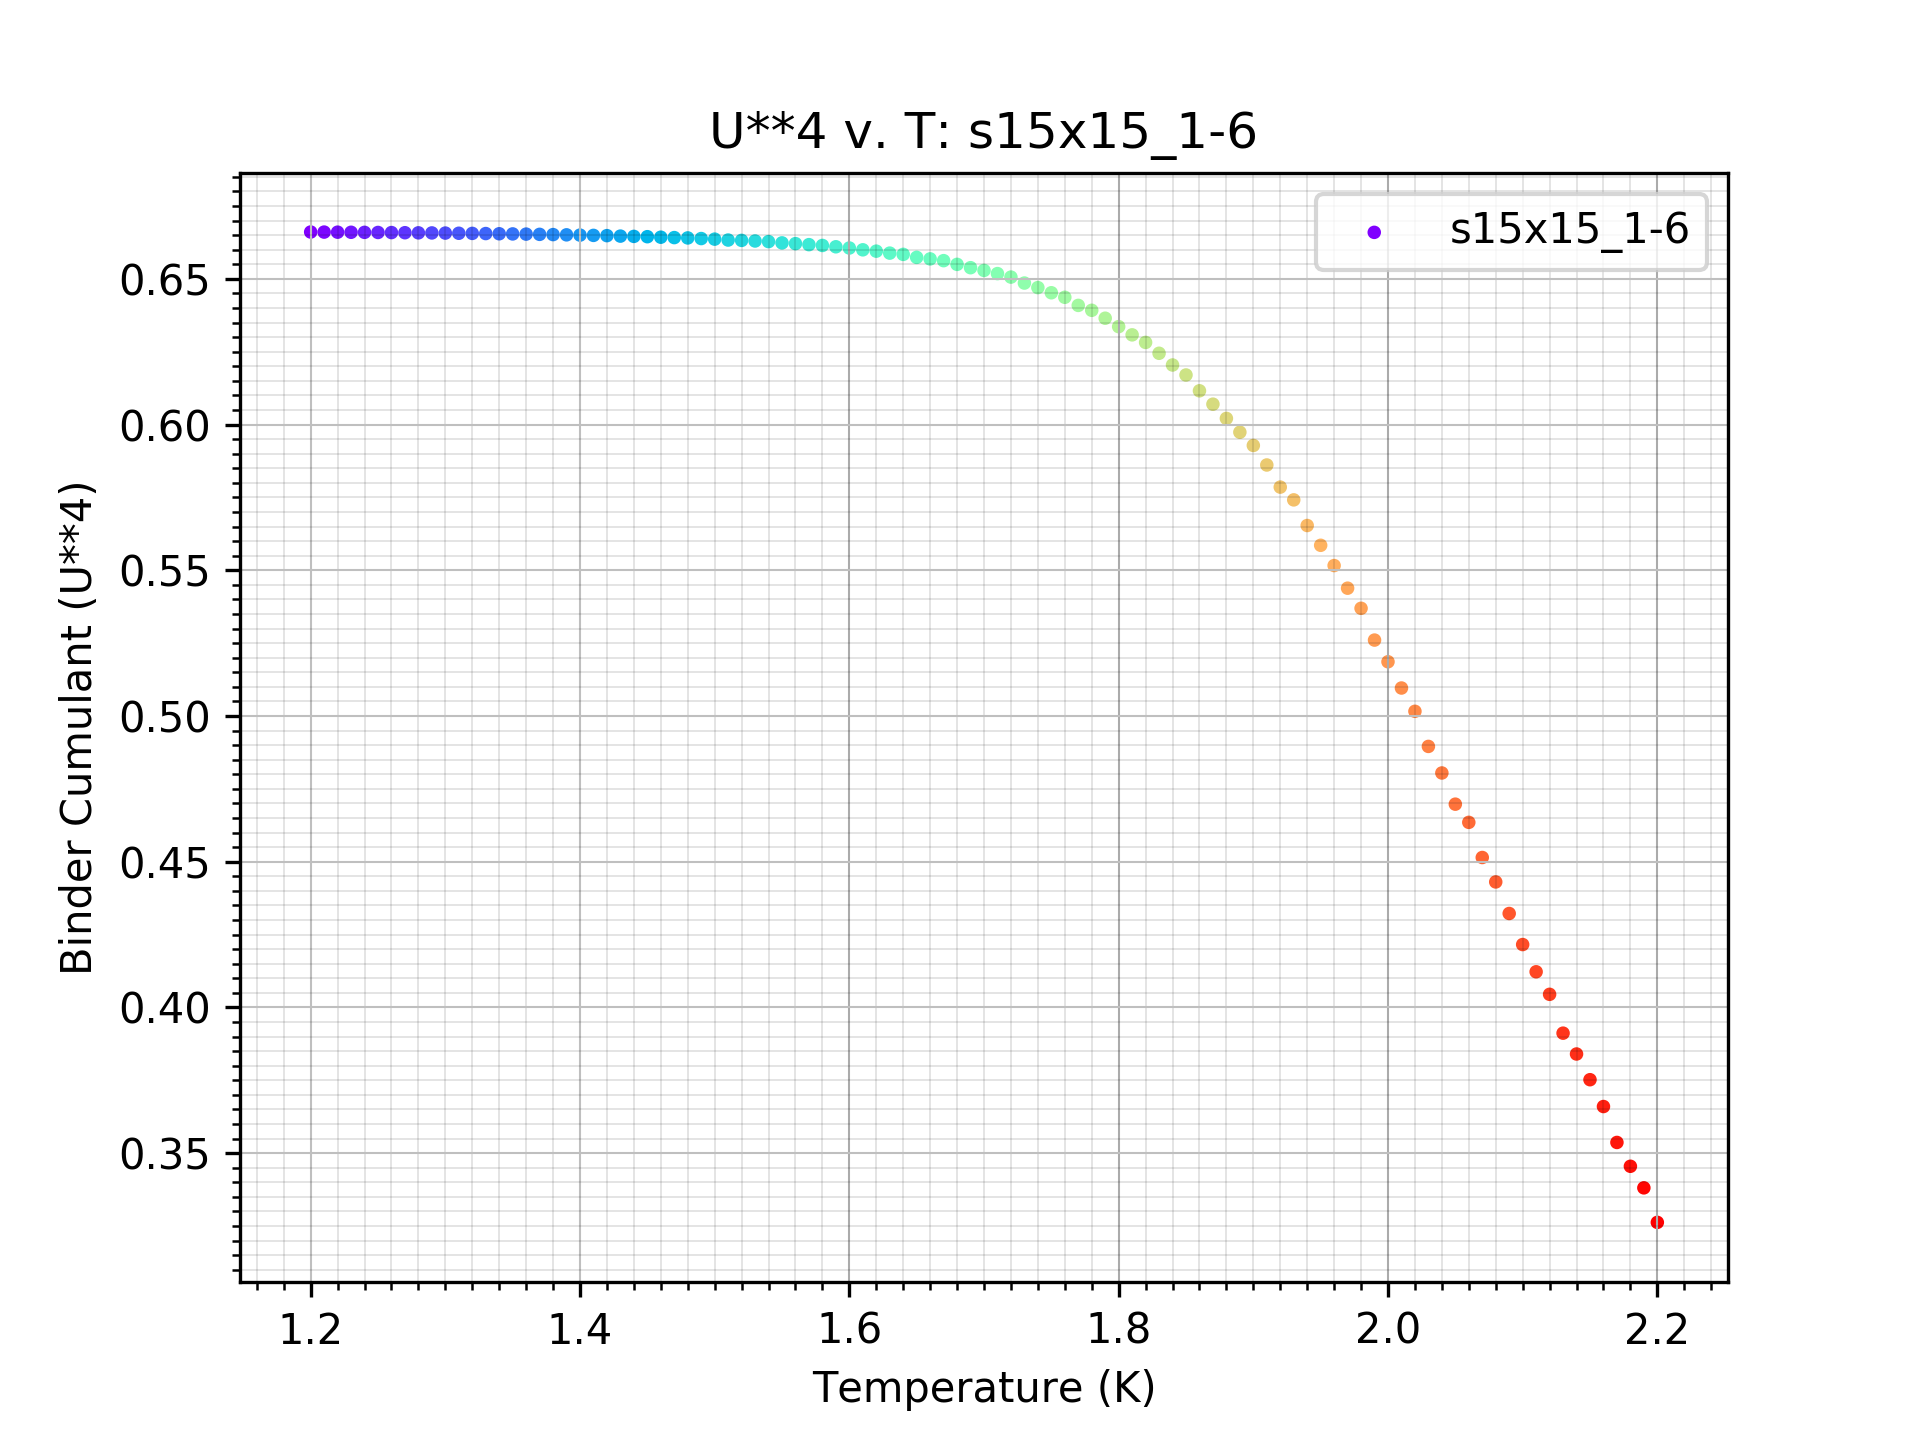 U**4 v. T: s15x15_1-6
s15x15_1-6
Binder Cumulant (U**4)
0.65
0.60
0.55
0.50
0.45
0.40
0.35
1.2 1.4 1.6 1.8 2.0 2.2
Temperature (K)